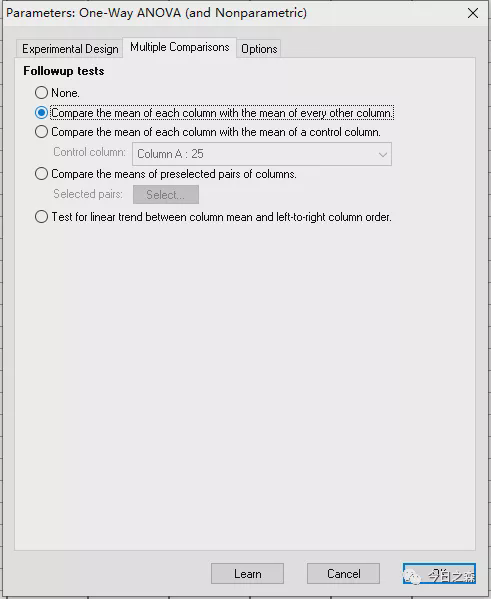 Parameters: One-Way ANOVA (and Nonparametric)
Experimental Design Multiple Comparisons Options
Followup tests
None.
Compare the mean of each column with the mean of every other column.
Compare the mean of each column with the mean of a control column.
Control column: Column A : 25
Compare the means of preselected pairs of columns.
Selected pairs: Select...
Test for linear trend between column mean and left-to-right column order.
Learn Cancel 今日之森